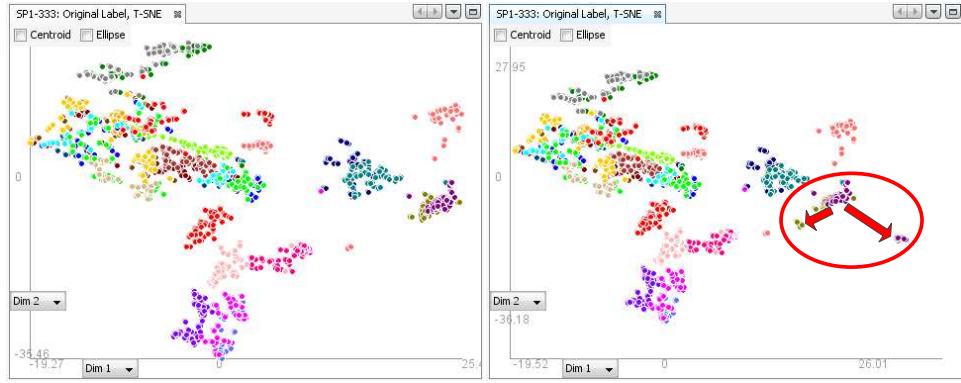 SP1-333: Original Label, T-SNE
Centroid Ellipse
0
Dim 2
-35.46
-19.27 0 25.4
Dim 1
SP1-333: Original Label, T-SNE
Centroid Ellipse
27.95
0
Dim 2
-36.18
-19.52 0 26.01
Dim 1